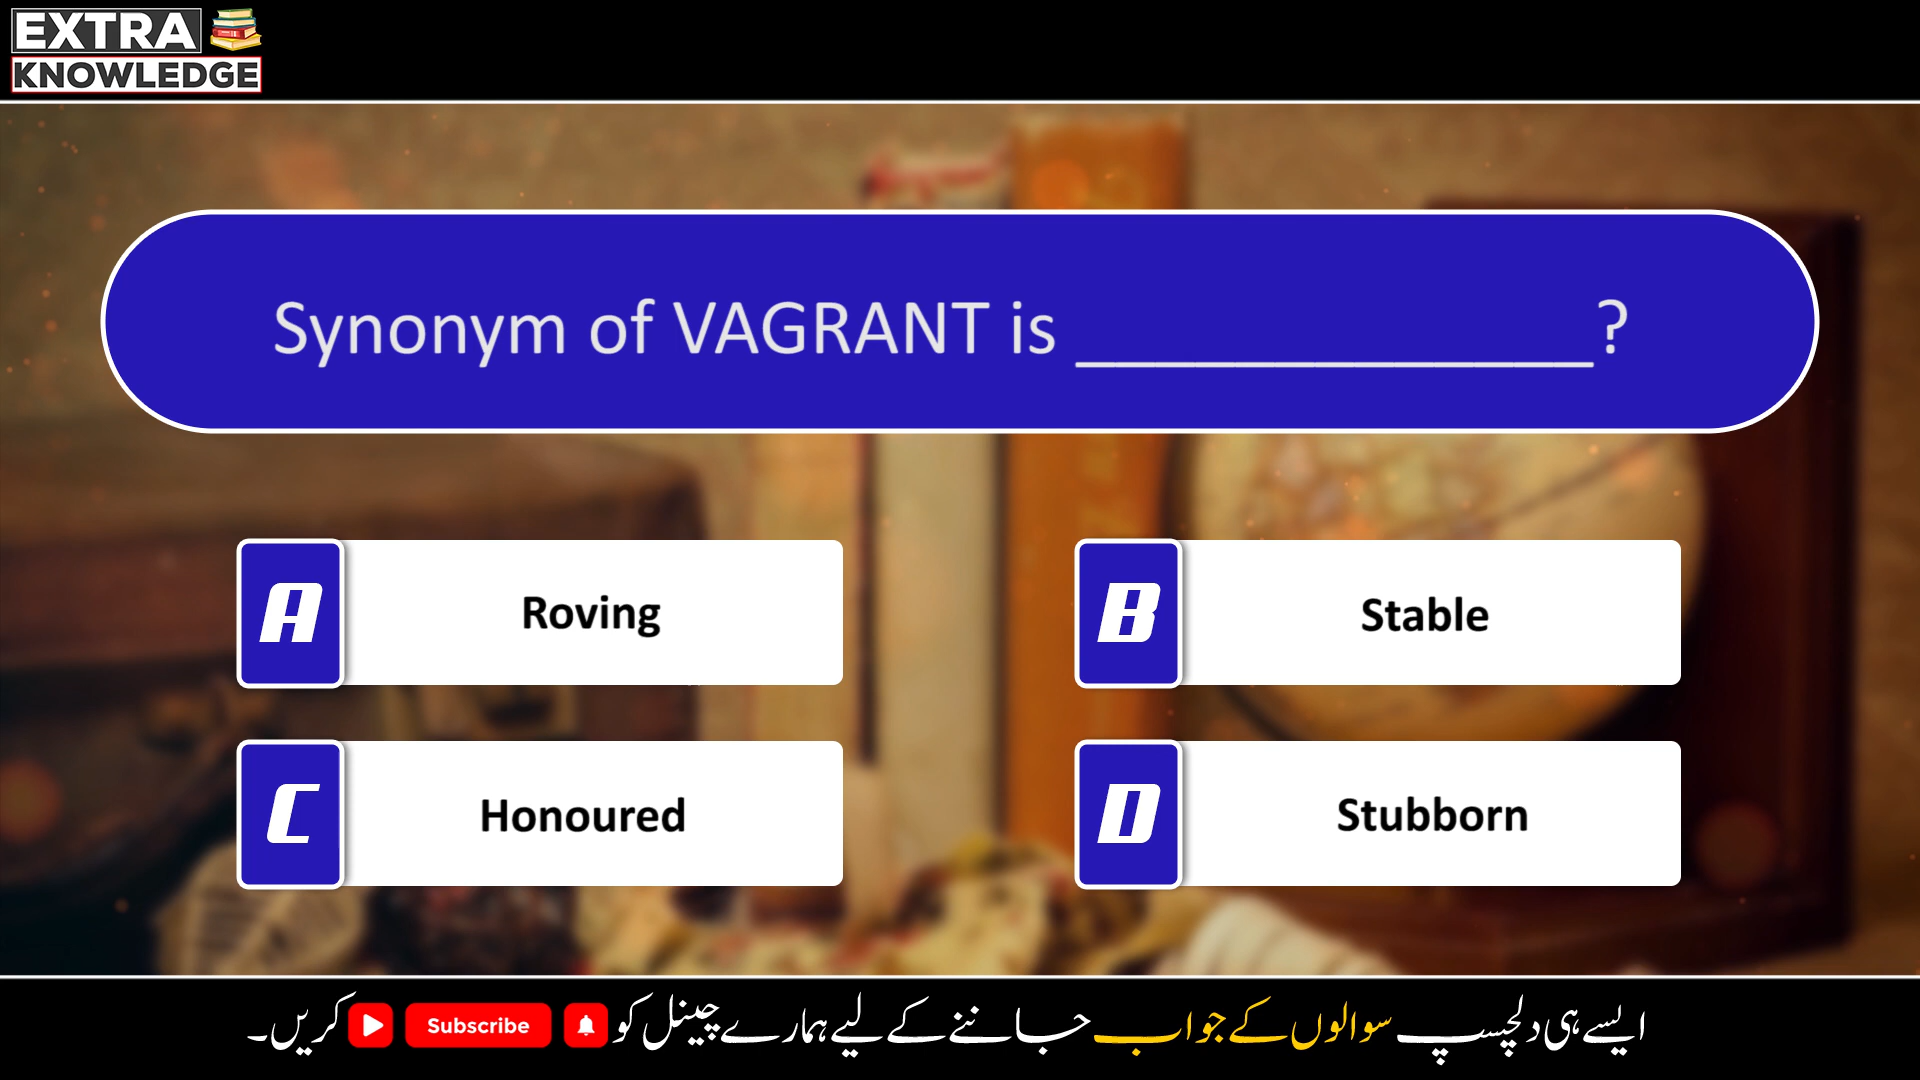 EXTRA
KNOWLEDGE
Synonym of VAGRANT is _____________?
A Roving
B Stable
C Honoured
D Stubborn
ایسے ہی دلچسپ سوالوں کے جواب جاننے کے لیے ہمارے چینل کو Subscribe کریں۔